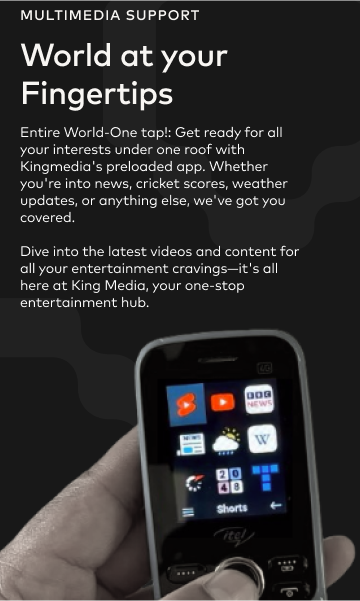 MULTIMEDIA SUPPORT
World at your
Fingertips
Entire World-One tap!: Get ready for all
your interests under one roof with
Kingmedia's preloaded app. Whether
you're into news, cricket scores, weather
updates, or anything else, we've got you
covered.
Dive into the latest videos and content for
all your entertainment cravings—it's all
here at King Media, your one-stop
entertainment hub.
4G
BBC
NEWS
NEWS
W
20
48
Shorts
itel